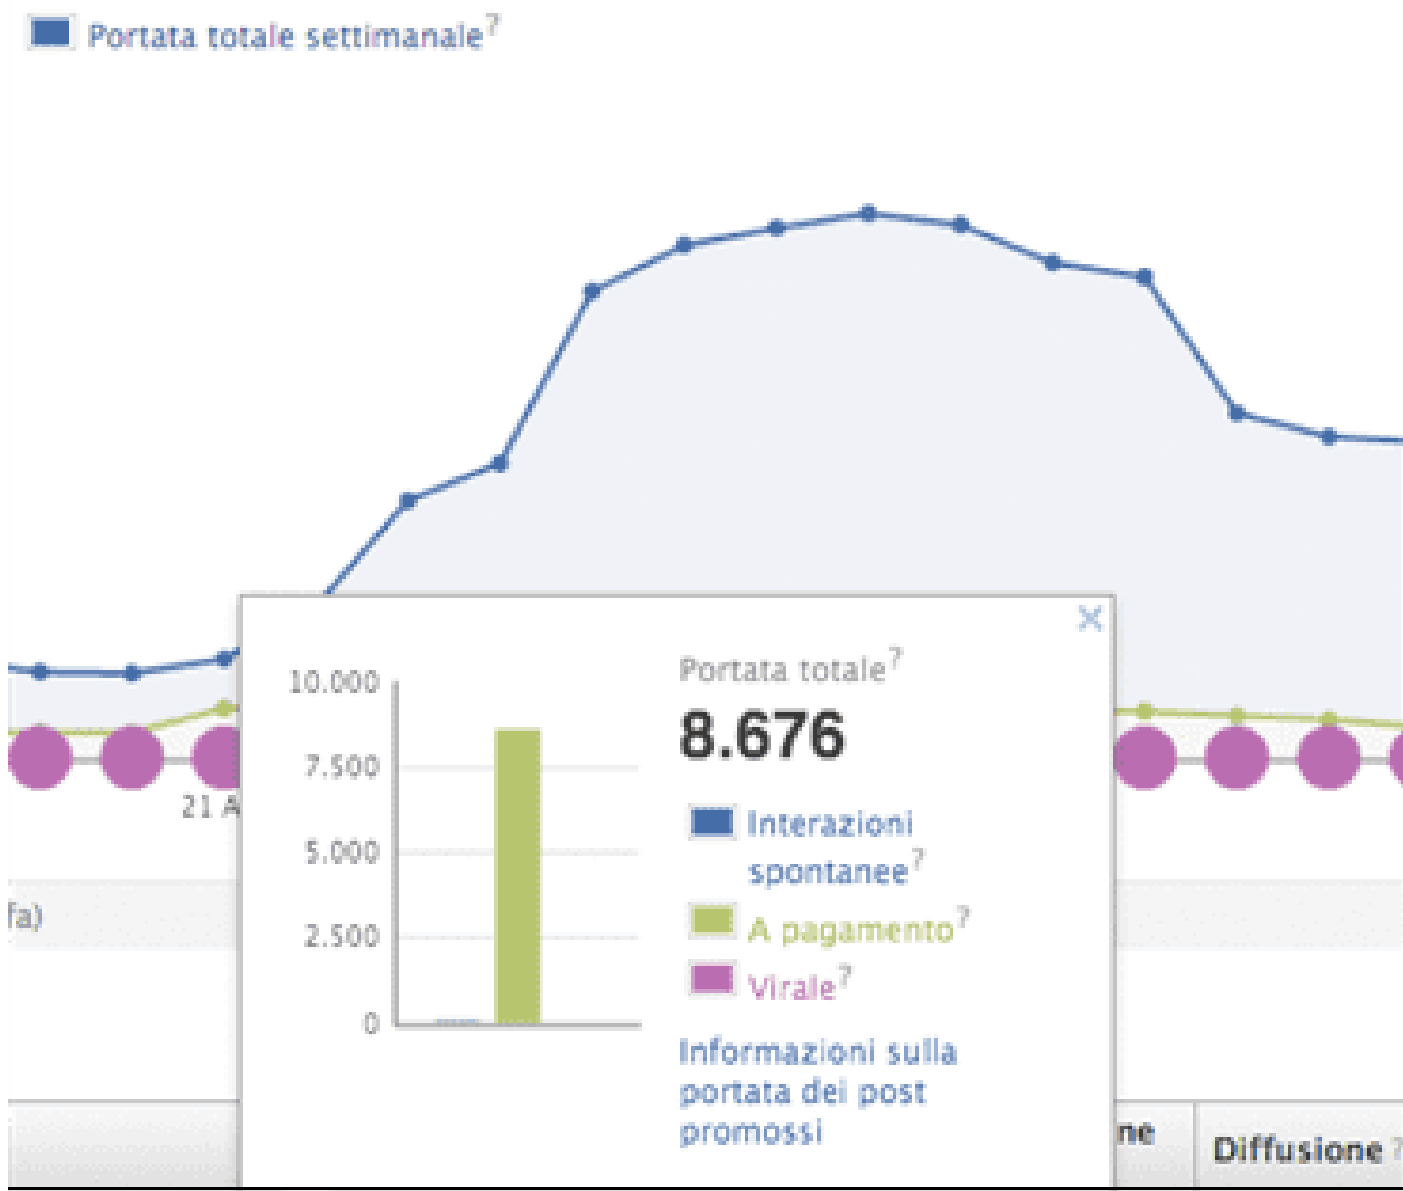 Portata totale settimanale?
Portata totale?
8.676
10.000
7.500
5.000
2.500
0
Interazioni
spontanee?
A pagamento?
Virale?
Informazioni sulla
portata dei post
promossi
21 A
fa)
ne
Diffusione ?